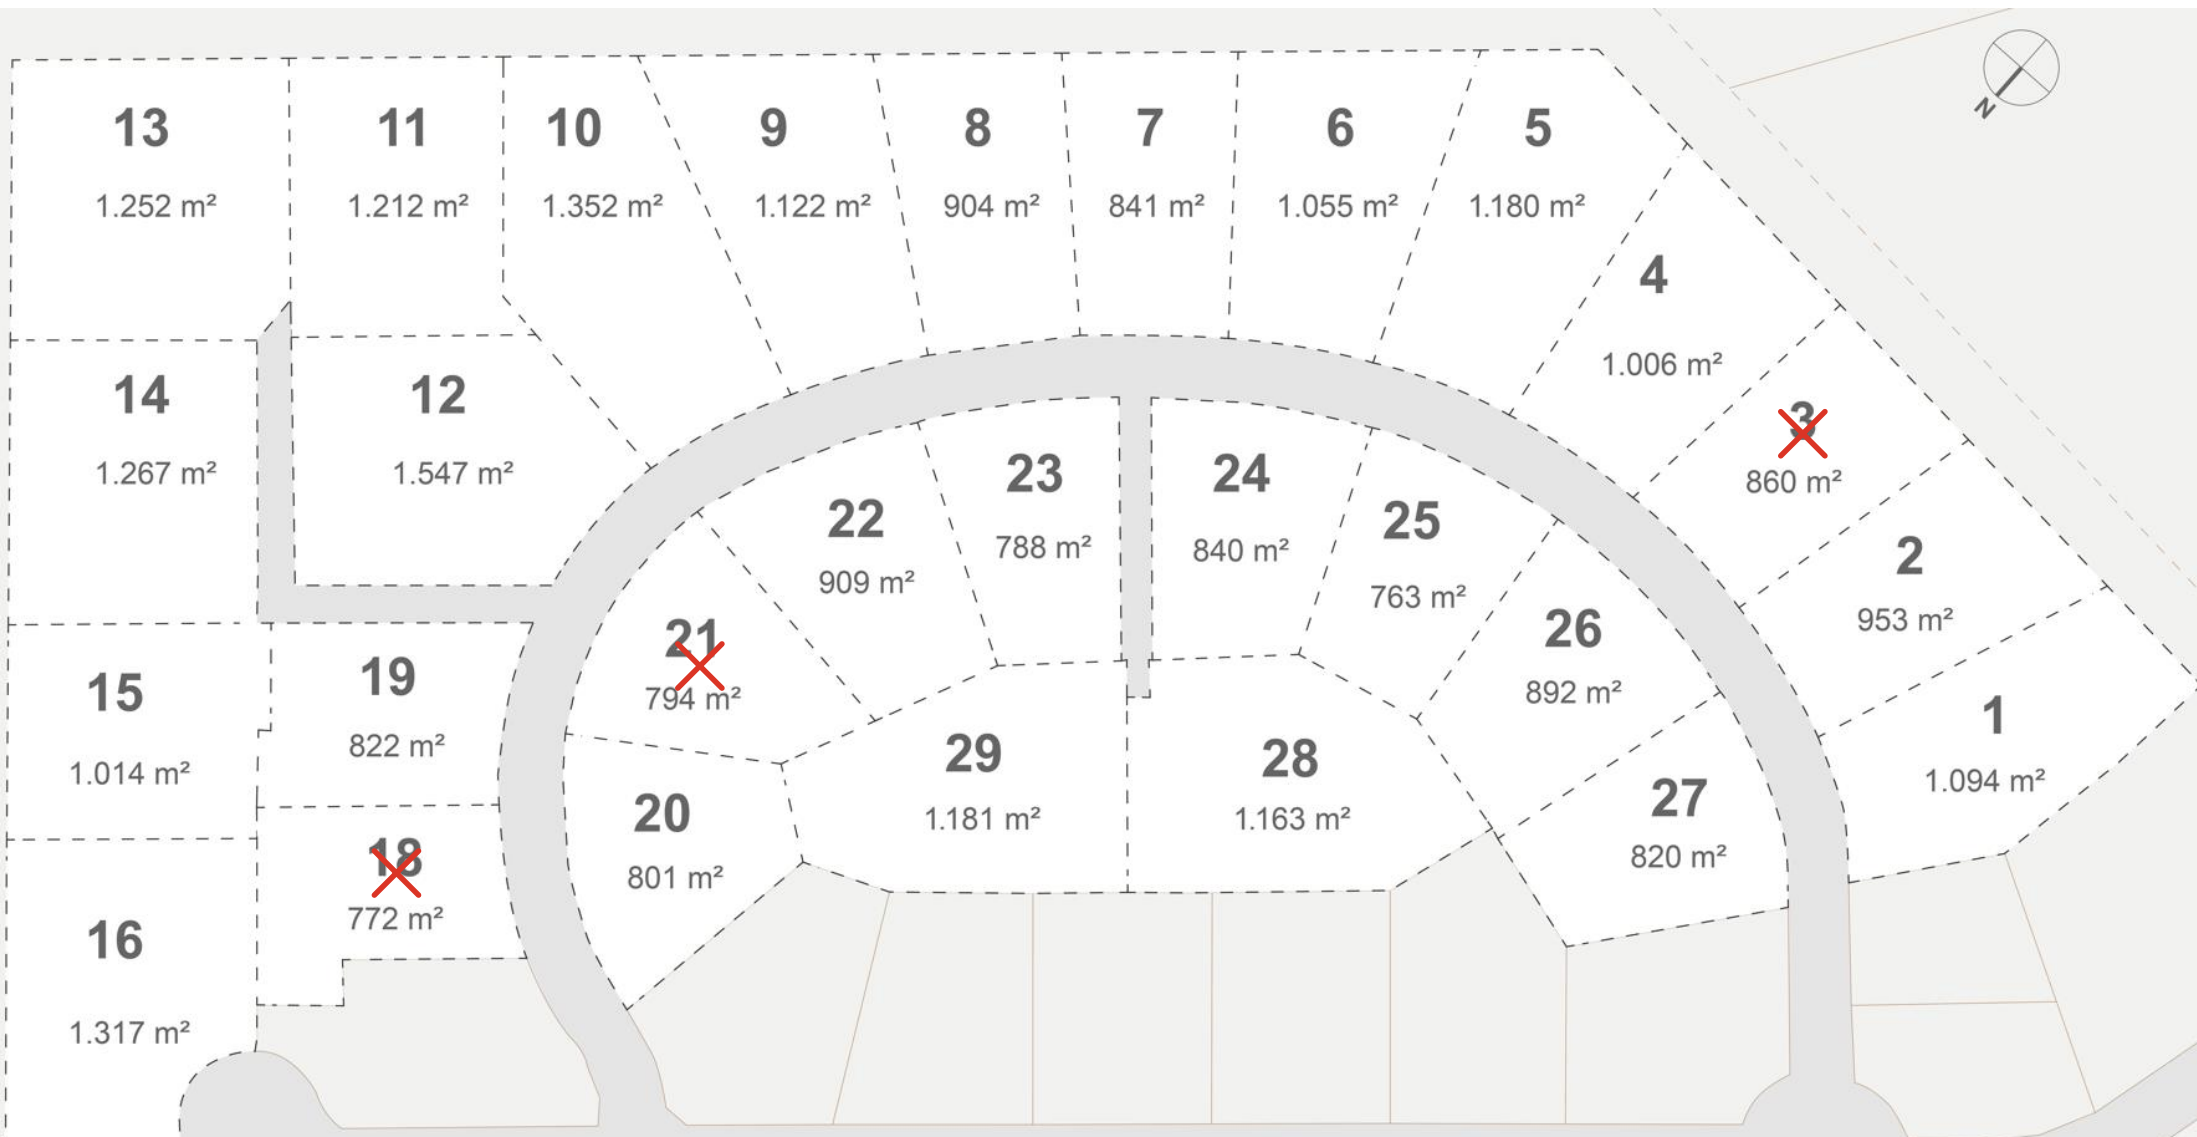 13
1.252 m²
11
1.212 m²
10
1.352 m²
9
1.122 m²
8
904 m²
7
841 m²
6
1.055 m²
5
1.180 m²
N
4
1.006 m²
3
860 m²
2
953 m²
1
1.094 m²
14
1.267 m²
12
1.547 m²
23
788 m²
24
840 m²
22
909 m²
25
763 m²
21
794 m²
26
892 m²
15
1.014 m²
19
822 m²
20
801 m²
29
1.181 m²
28
1.163 m²
27
820 m²
18
772 m²
16
1.317 m²